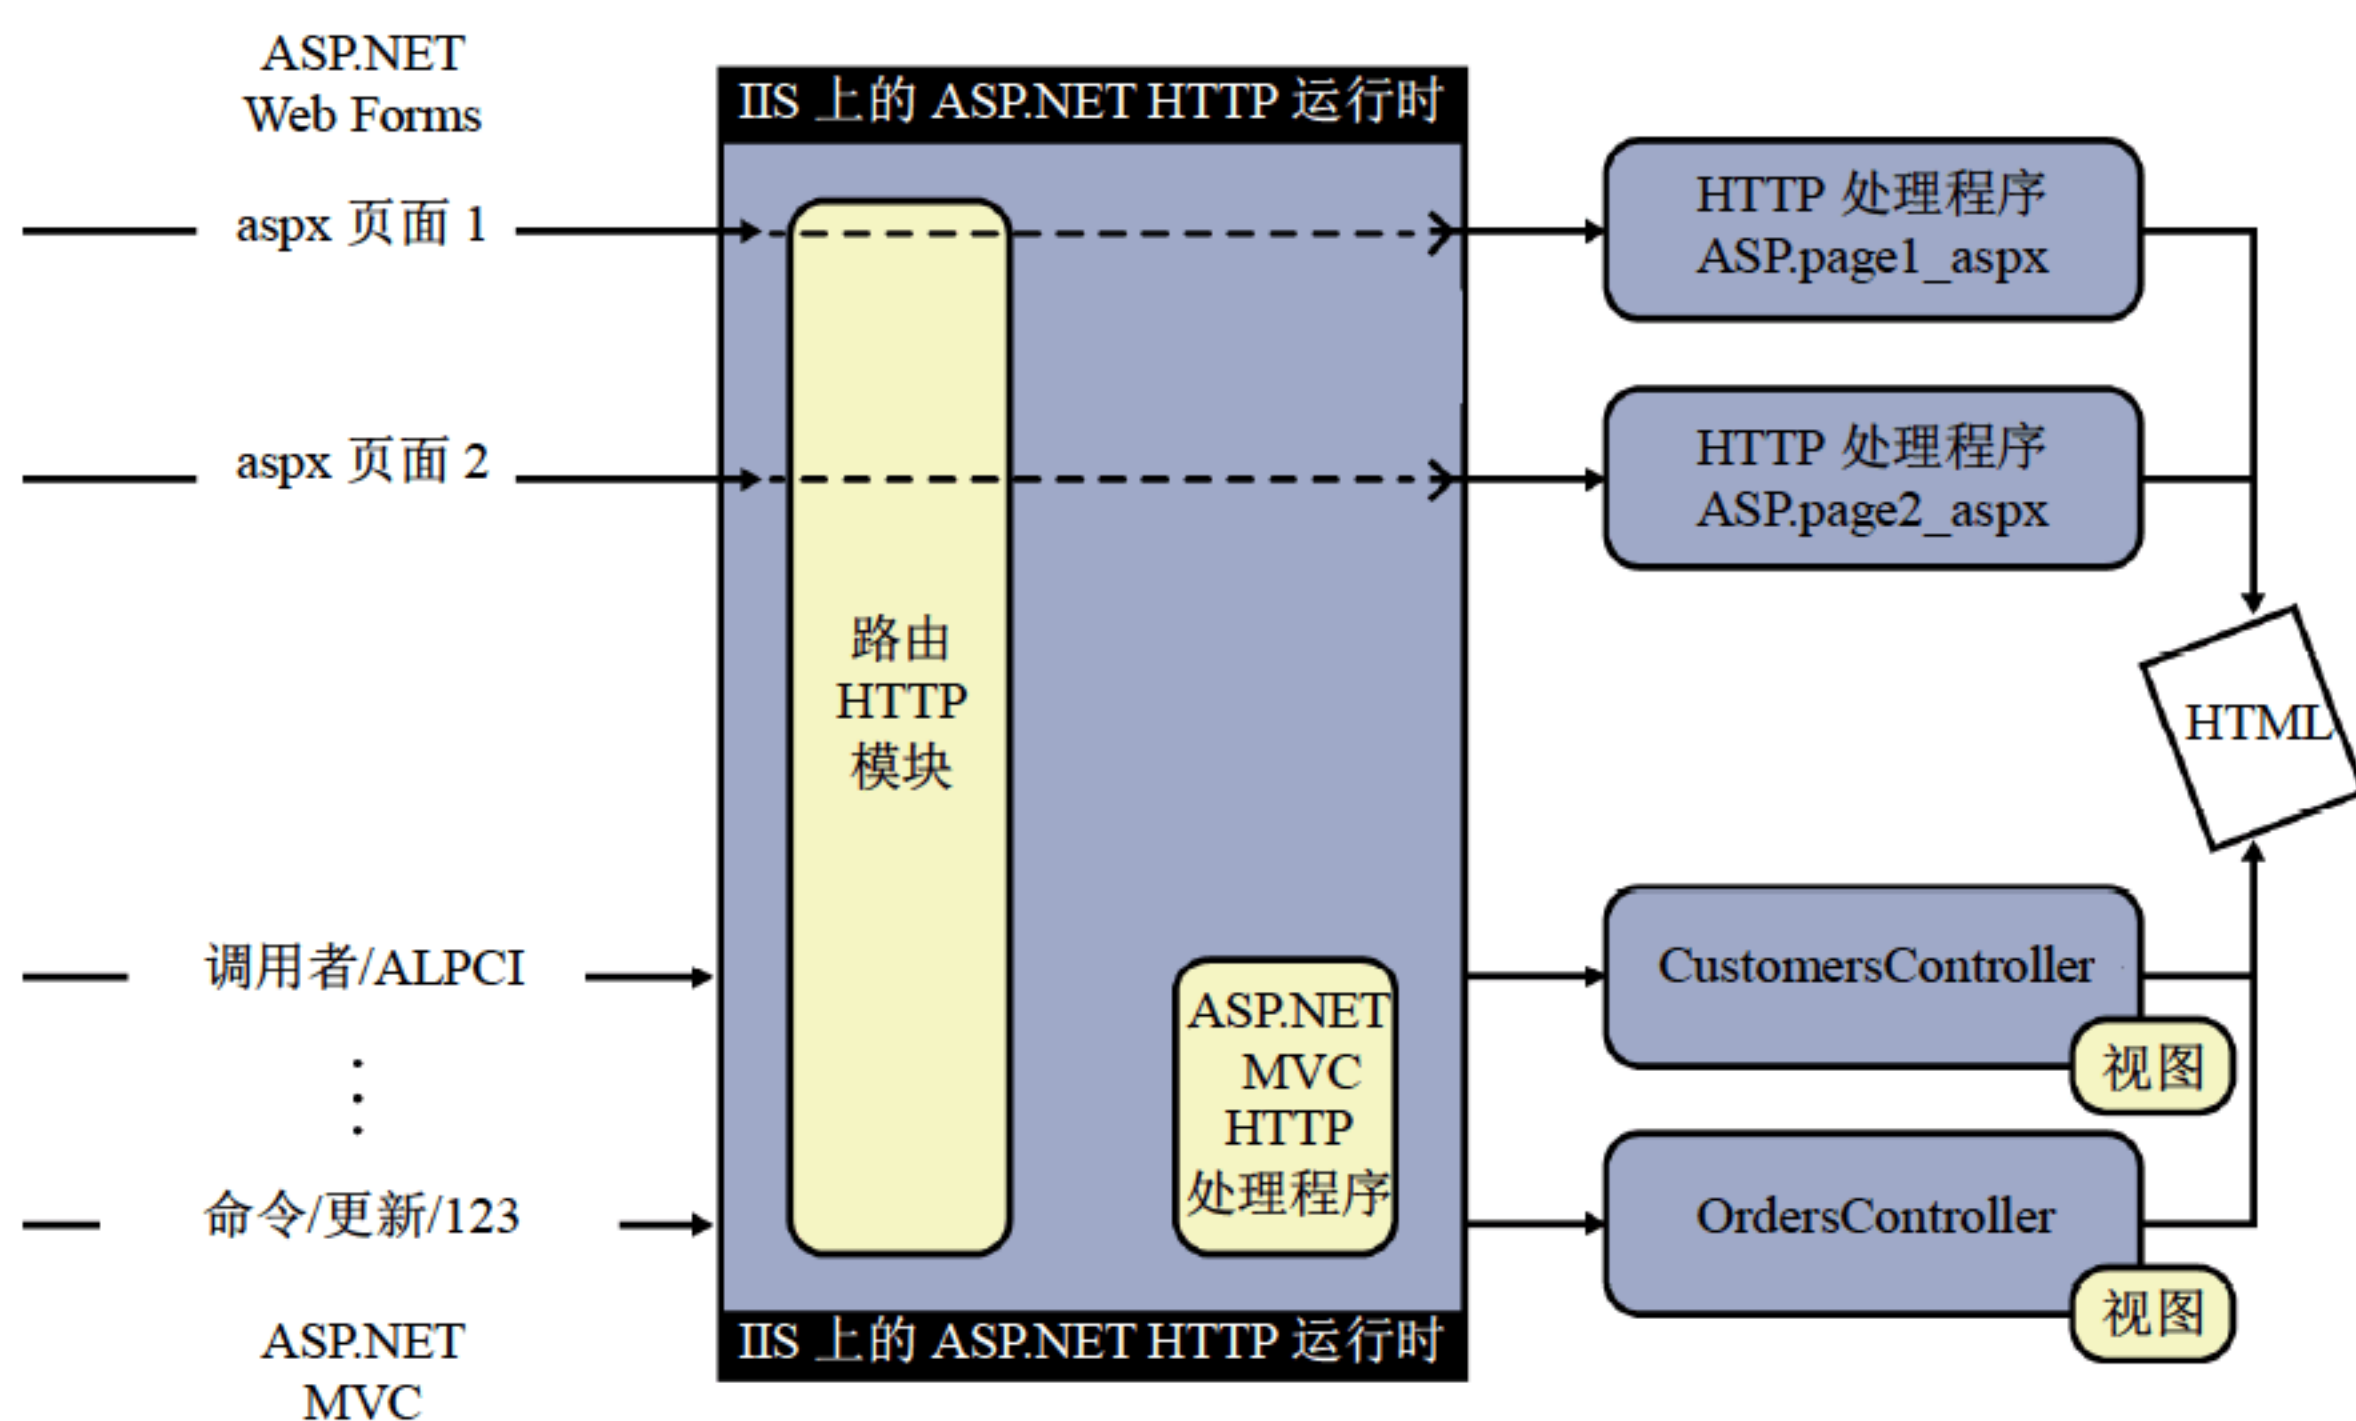 ASP.NET
Web Forms
IIS 上的 ASP.NET HTTP 运行时
aspx 页面 1
HTTP 处理程序
ASP.page1_aspx
aspx 页面 2
HTTP 处理程序
ASP.page2_aspx
路由
HTTP
模块
HTML
调用者/ALPCI
CustomersController
视图
ASP.NET
MVC
HTTP
处理程序
命令/更新/123
OrdersController
视图
IIS 上的 ASP.NET HTTP 运行时
ASP.NET
MVC